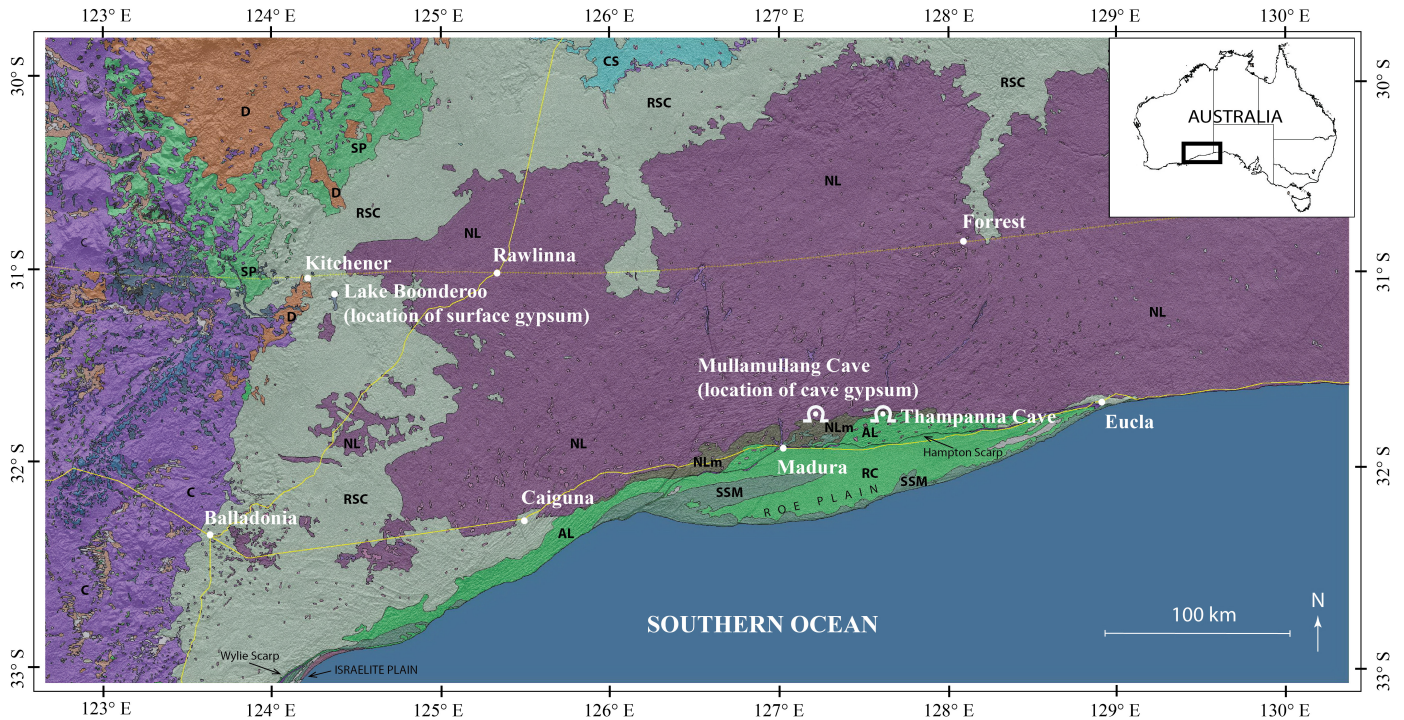 123° E 124° E 125° E 126° E 127° E 128° E 129° E 130° E
30° S
30° S
CS
RSC
RSC
AUSTRALIA
D
SP
NL
D
RSC
C
NL
Forrest
Rawlinna
SP
Kitchener
31° S
31° S
Lake Boonderoo
(location of surface gypsum)
D
NL
Mullamullang Cave
(location of cave gypsum)
Thampanna Cave
NLm
AL
Eucla
NL
NL
Hampton Scarp
32° S
32° S
NLm
Madura
RC
SSM
SSM
C
RSC
ROE PLAIN
Caiguna
Balladonia
AL
C
100 km
N
SOUTHERN OCEAN
Wylie Scarp
ISRAELITE PLAIN
33° S
33° S
123° E 124° E 125° E 126° E 127° E 128° E 129° E 130° E